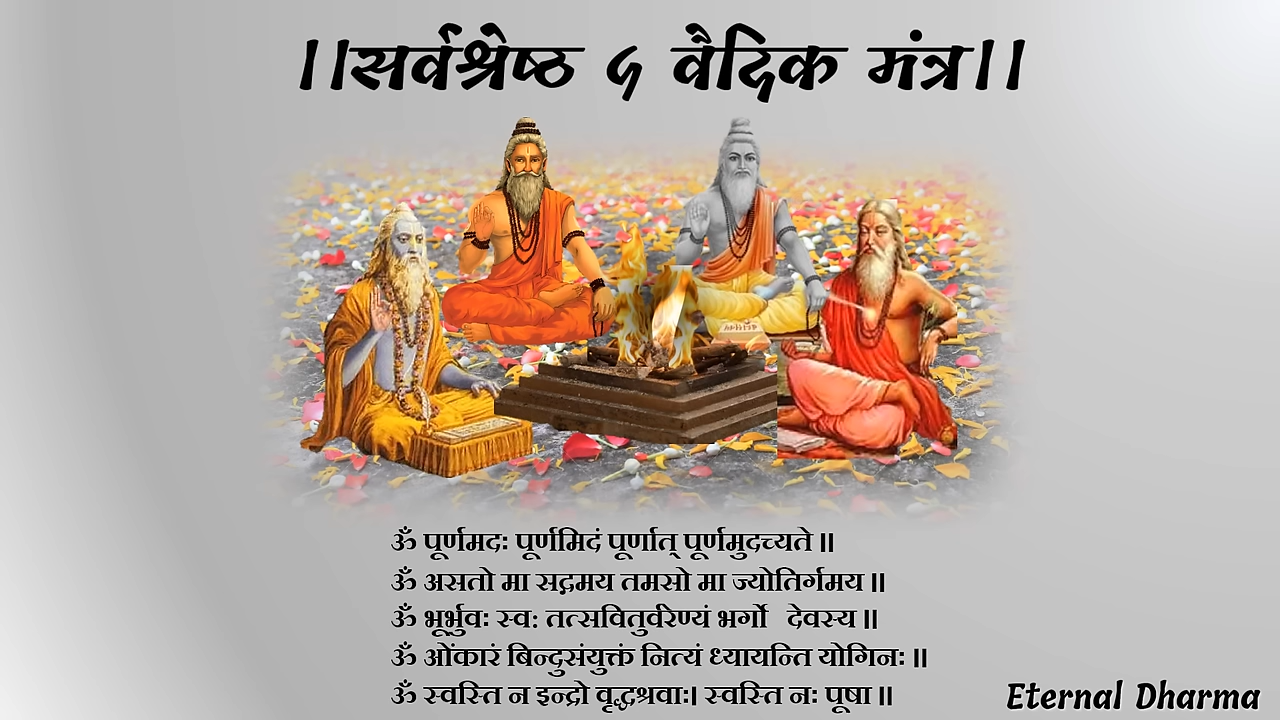 ।।सर्वश्रेष्ठ ५ वैदिक मंत्र।।
ॐ पूर्णमदः पूर्णमिदं पूर्णात् पूर्णमुदच्यते॥
ॐ असतो मा सद्गमय तमसो मा ज्योतिर्गमय॥
ॐ भूर्भुवः स्व: तत्सवितुर्वरेण्यं भर्गो देवस्य॥
ॐ ओंकारं बिन्दुसंयुक्तं नित्यं ध्यायन्ति योगिनः॥
ॐ स्वस्ति न इन्द्रो वृद्धश्रवाः। स्वस्ति नः पूषा॥
Eternal Dharma